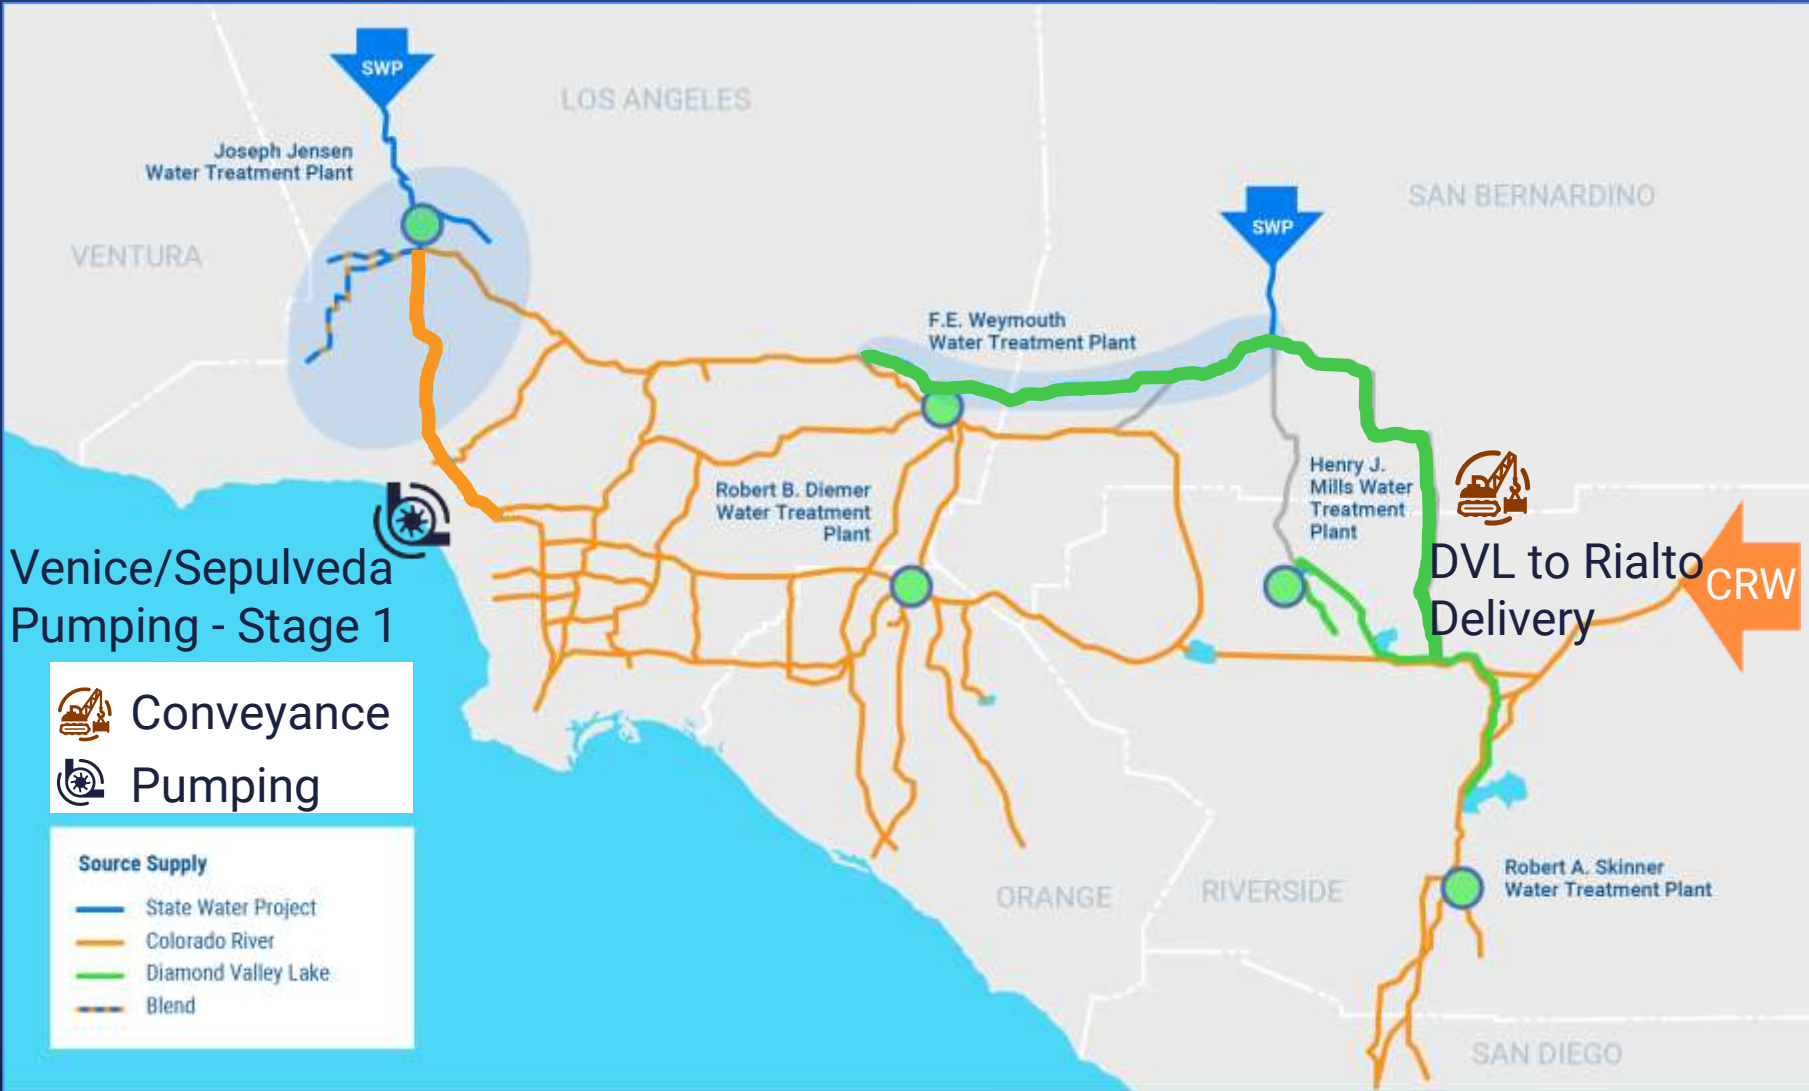 SWP
LOS ANGELES
Joseph Jensen
Water Treatment Plant
SAN BERNARDINO
SWP
VENTURA
F.E. Weymouth
Water Treatment Plant
Henry J.
Mills Water
Treatment
Plant
Robert B. Diemer
Water Treatment
Plant
Venice/Sepulveda
Pumping - Stage 1
DVL to Rialto
Delivery
CRW
Conveyance
Pumping
Source Supply
State Water Project
Colorado River
Diamond Valley Lake
Blend
Robert A. Skinner
Water Treatment Plant
ORANGE
RIVERSIDE
SAN DIEGO